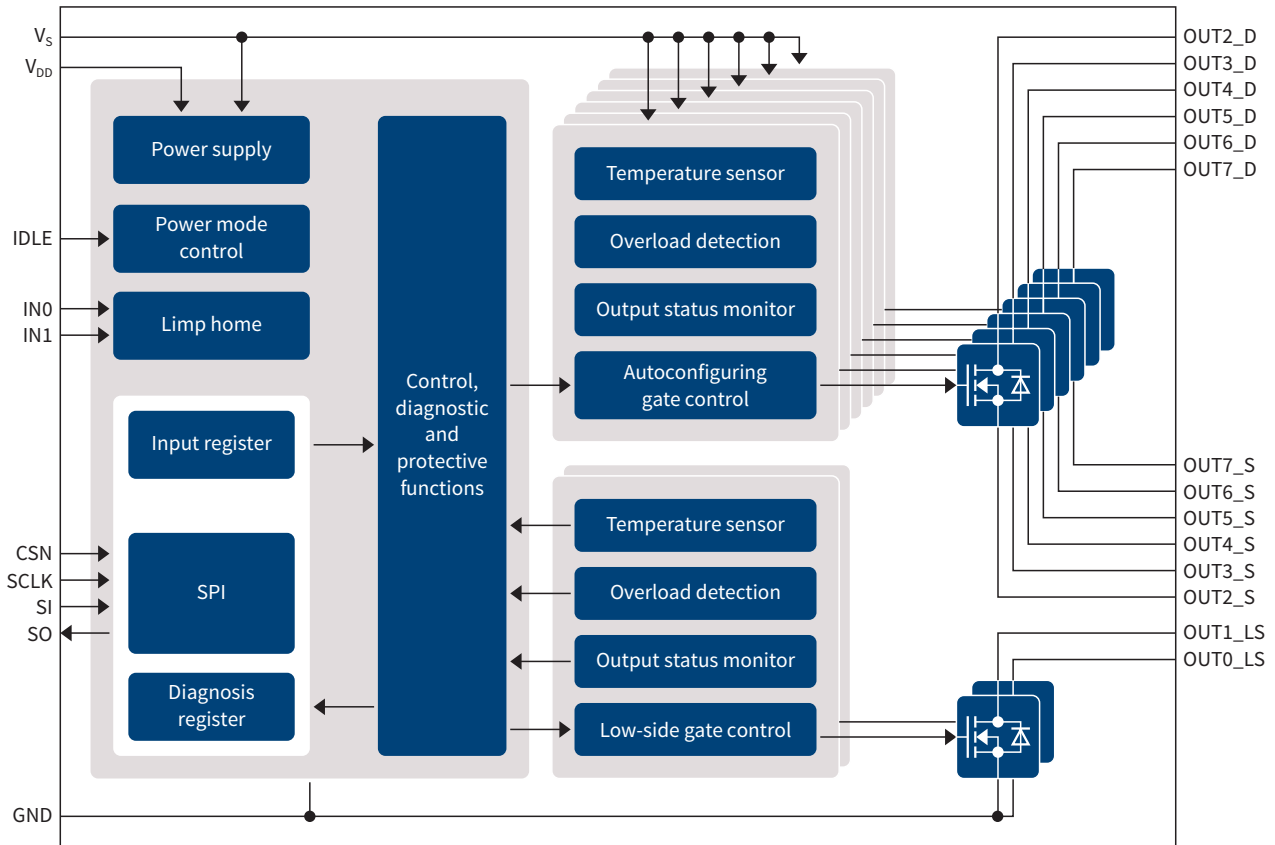 VS
VDD
IDLE
IN0
IN1
CSN
SCLK
SI
SO
GND
Power supply
Power mode
control
Limp home
Input register
SPI
Diagnosis
register
Control,
diagnostic
and
protective
functions
Temperature sensor
Overload detection
Output status monitor
Autoconfiguring
gate control
Temperature sensor
Overload detection
Output status monitor
Low-side gate control
OUT2_D
OUT3_D
OUT4_D
OUT5_D
OUT6_D
OUT7_D
OUT7_S
OUT6_S
OUT5_S
OUT4_S
OUT3_S
OUT2_S
OUT1_LS
OUT0_LS